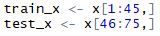 train_x <- x[1:45,]
test_x <- x[46:75,]